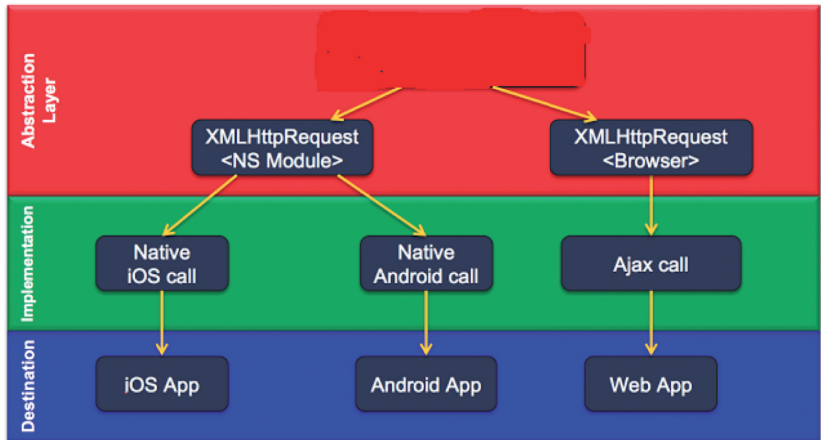 Abstraction
Layer
XMLHttpRequest
<NS Module>
XMLHttpRequest
<Browser>
Implementation
Native
iOS call
Native
Android call
Ajax call
Destination
iOS App
Android App
Web App